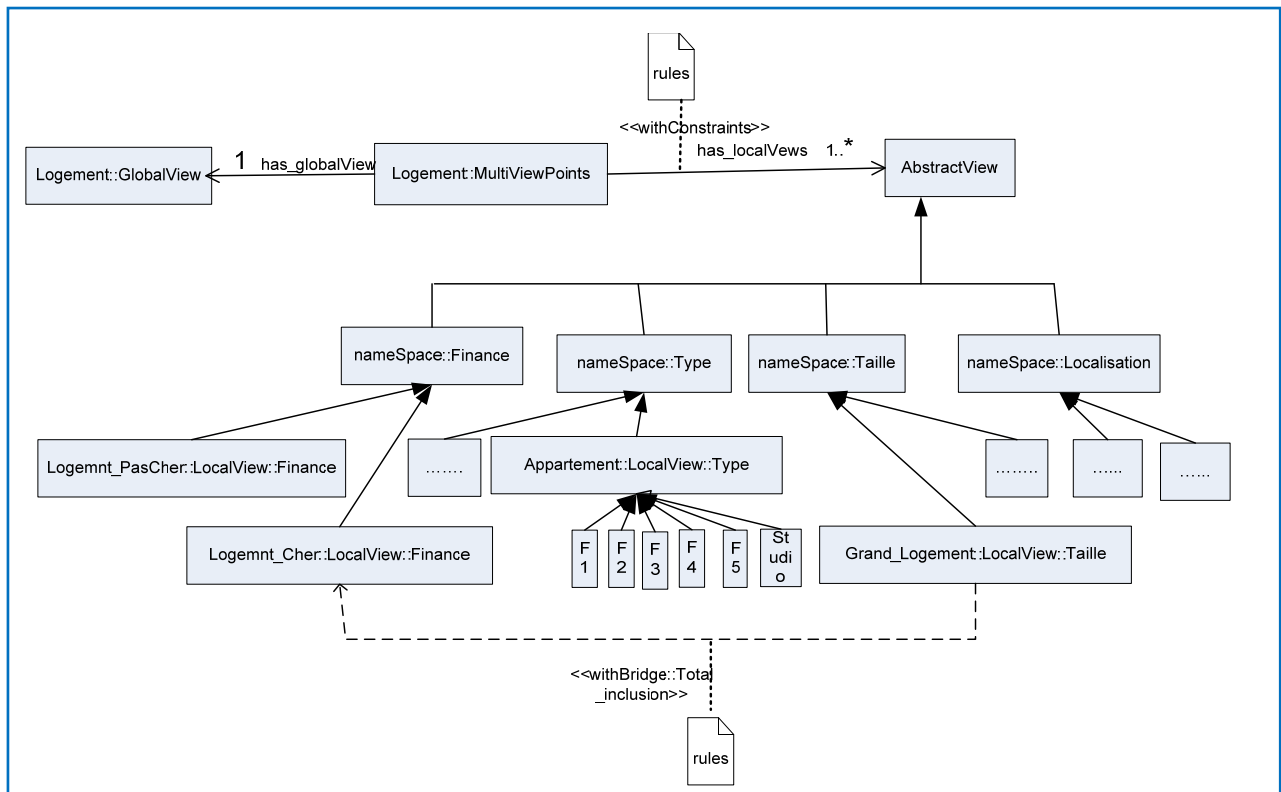 rules
<<withConstraints>>
has_localVews 1..*
Logement::GlobalView
1 has_globalView
Logement::MultiViewPoints
AbstractView
nameSpace::Finance
nameSpace::Type
nameSpace::Taille
nameSpace::Localisation
Logemnt_PasCher::LocalView::Finance
.......
Appartement::LocalView::Type
........
......
......
Logemnt_Cher::LocalView::Finance
F
1
F
2
F
3
F
4
F
5
St
udi
o
Grand_Logement::LocalView::Taille
<<withBridge::Total
_inclusion>>
rules